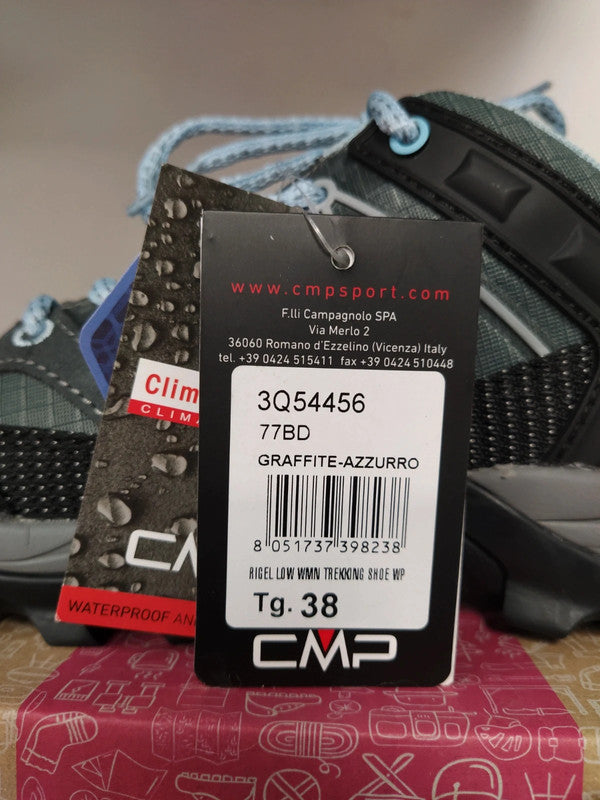 www.cmpsport.com
F.lli Campagnolo SPA
Via Merlo 2
36060 Romano d'Ezzelino (Vicenza) Italy
tel. +39 0424 515411 fax +39 0424 510448
3Q54456
77BD
GRAFFITE-AZZURRO
8 051737 398238
RIGEL LOW WMN TREKKING SHOE WP
Tg. 38
CMP
Clim
CLIMA
CM
WATERPROOF AN